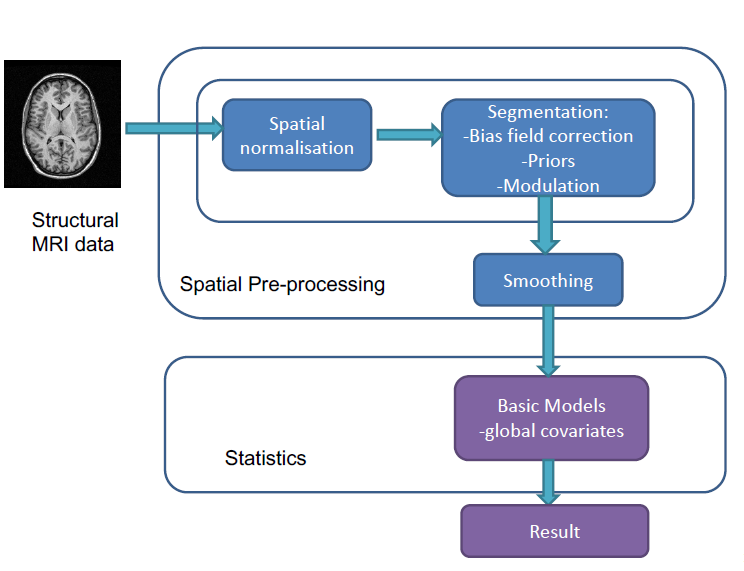 Structural
MRI data
Spatial
normalisation
Segmentation:
-Bias field correction
-Priors
-Modulation
Spatial Pre-processing
Smoothing
Basic Models
-global covariates
Statistics
Result